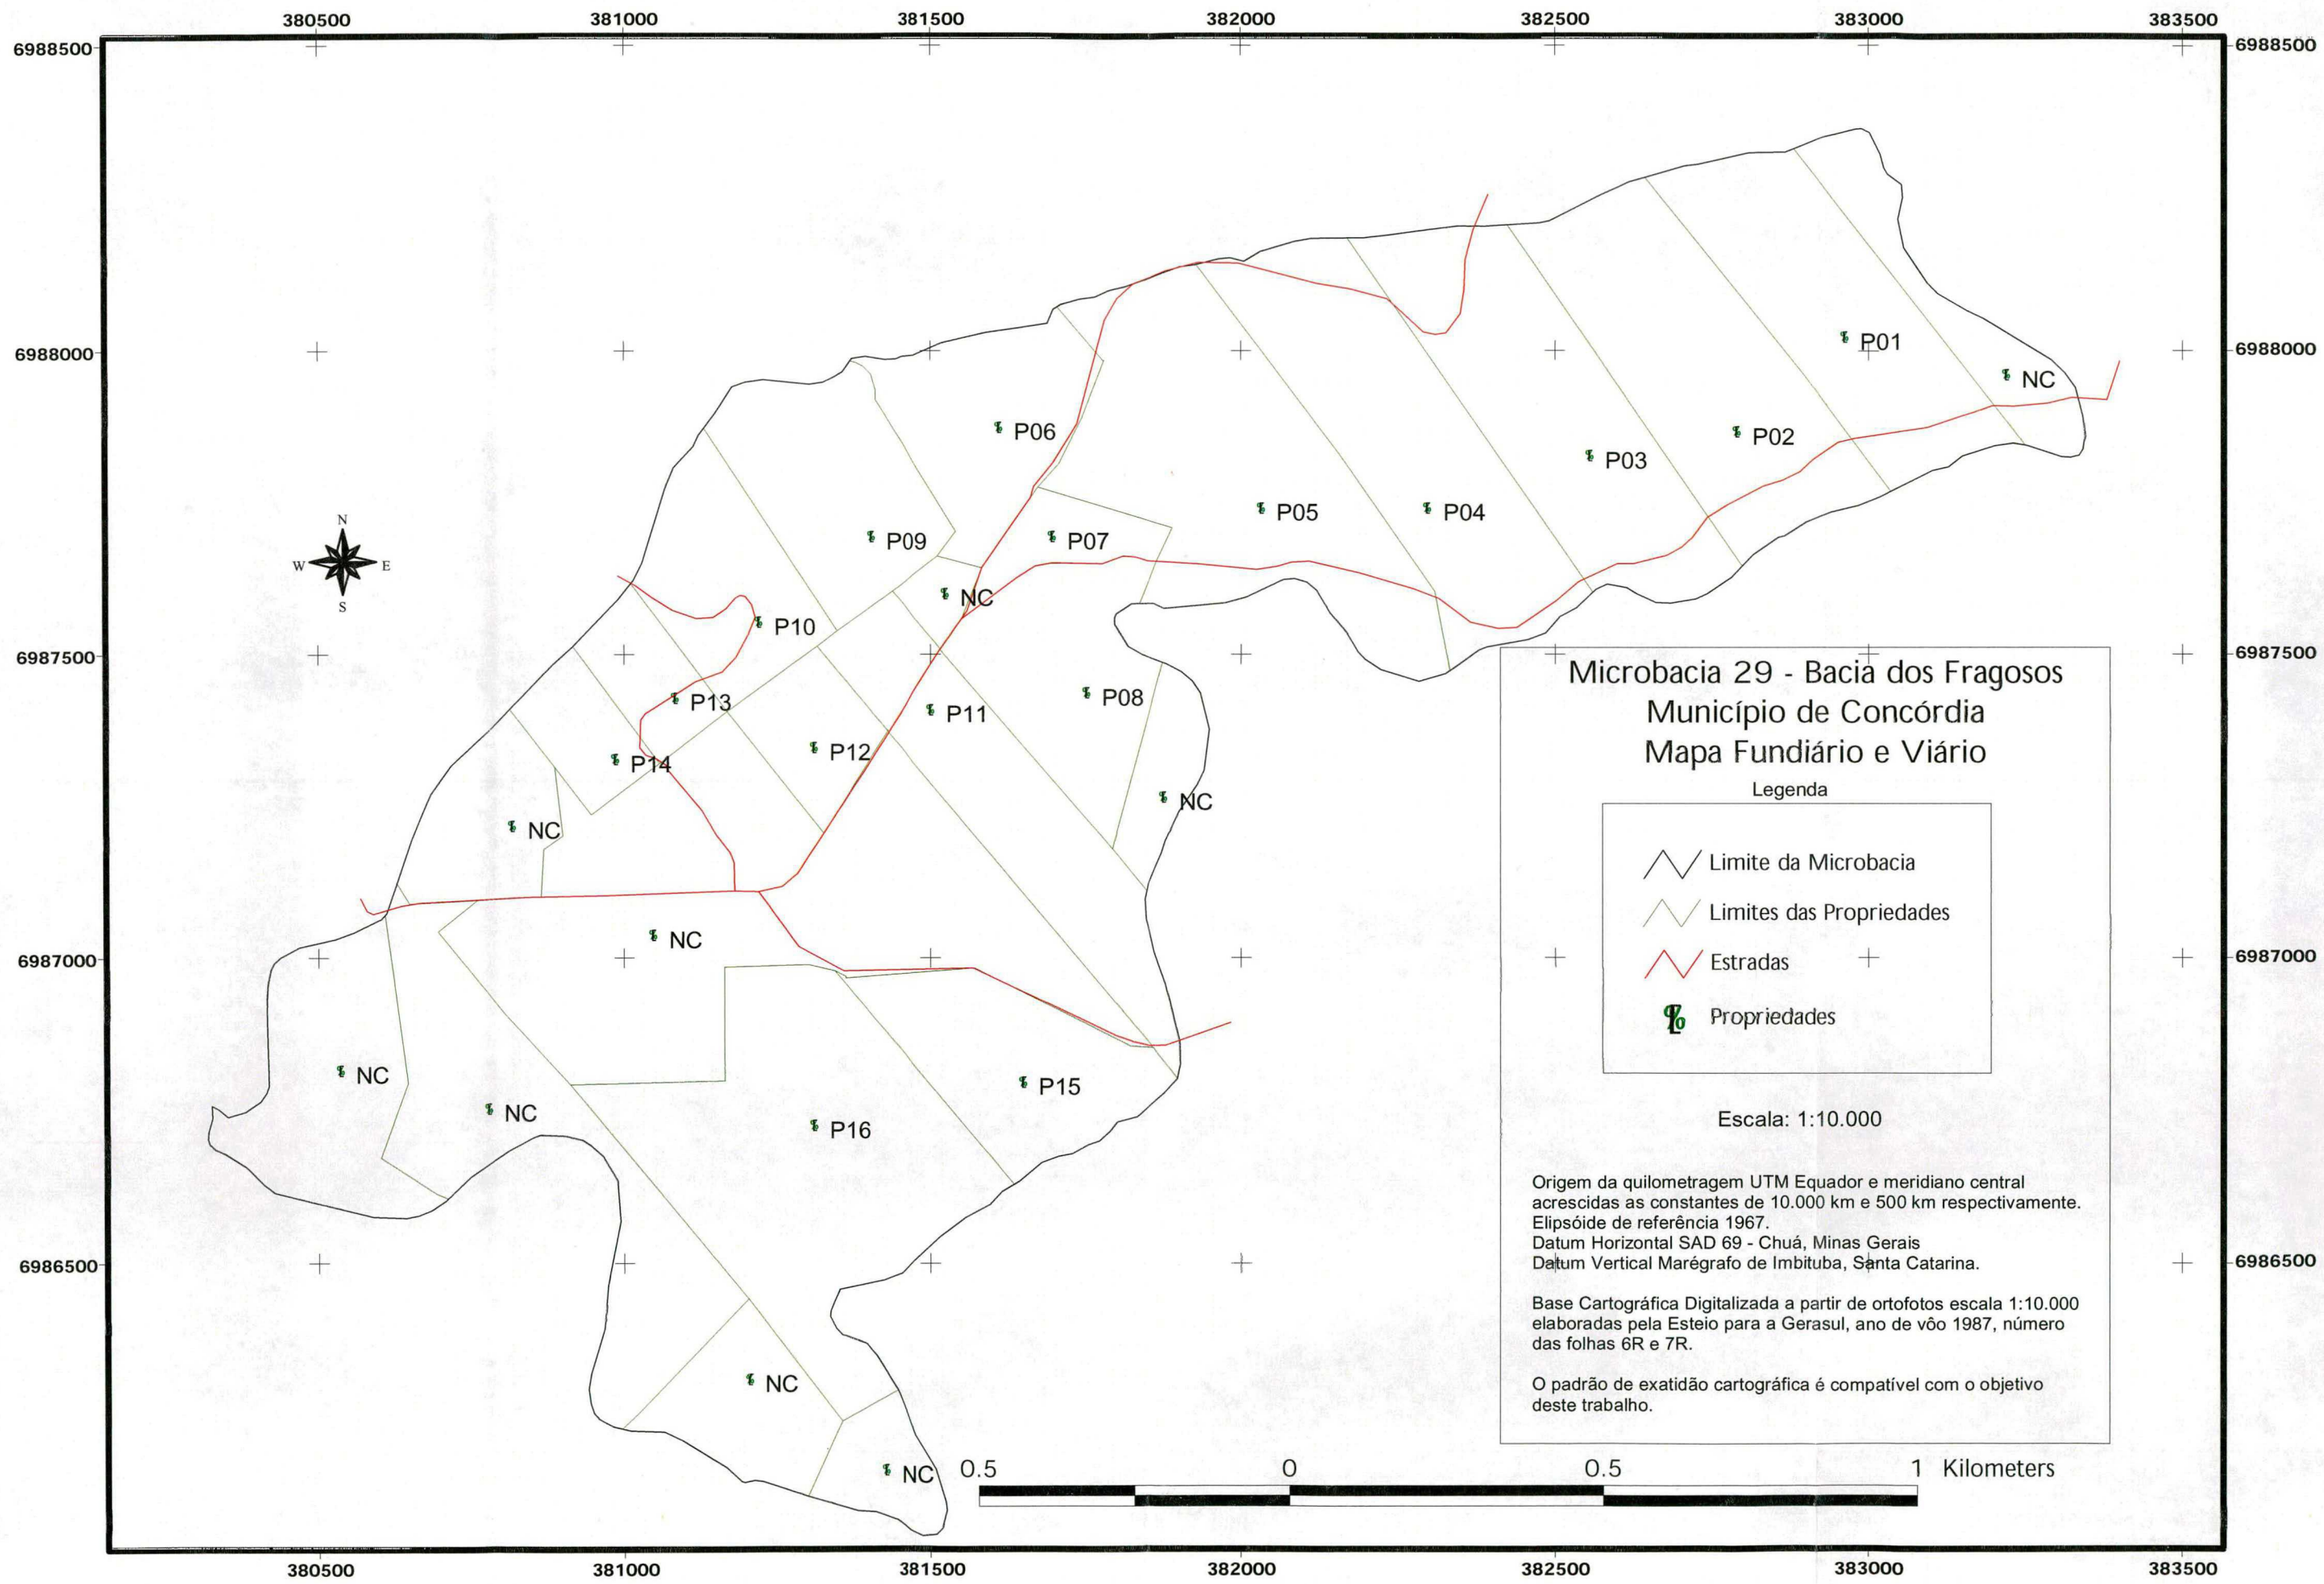 380500 381000 381500 382000 382500 383000 383500
6988500 6988500
6988000 6988000
P01
NC
P06
P02
P03
P05
P04
P09
P07
N
W E
S
NC
P10
6987500 6987500
P08
P13
P11
P12
P14
NC
NC
NC
6987000 6987000
NC
P15
NC
P16
6986500 6986500
NC
NC
Microbacia 29 - Bacia dos Fragosos
Município de Concórdia
Mapa Fundiário e Viário
Legenda
Limite da Microbacia
Limites das Propriedades
Estradas
Propriedades
Escala: 1:10.000
Origem da quilometragem UTM Equador e meridiano central
acrescidas as constantes de 10.000 km e 500 km respectivamente.
Elipsóide de referência 1967.
Datum Horizontal SAD 69 - Chuá, Minas Gerais
Datum Vertical Marégrafo de Imbituba, Santa Catarina.
Base Cartográfica Digitalizada a partir de ortofotos escala 1:10.000
elaboradas pela Esteio para a Gerasul, ano de vôo 1987, número
das folhas 6R e 7R.
O padrão de exatidão cartográfica é compatível com o objetivo
deste trabalho.
0.5 0 0.5 1 Kilometers
380500 381000 381500 382000 382500 383000 383500